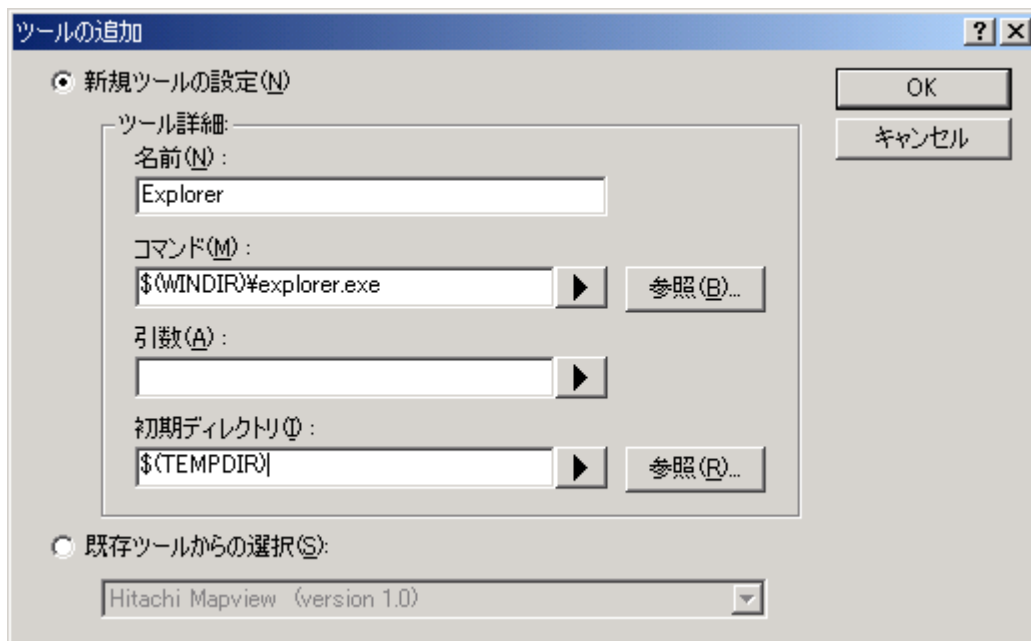 ツールの追加
新規ツールの設定(N)
OK
ツール詳細:
キャンセル
名前(N) :
Explorer
コマンド(M) :
$(WINDIR)¥explorer.exe
参照(B)...
引数(A) :
初期ディレクトリ(I) :
$(TEMPDIR)
参照(R)...
既存ツールからの選択(S):
Hitachi Mapview (version 1.0)